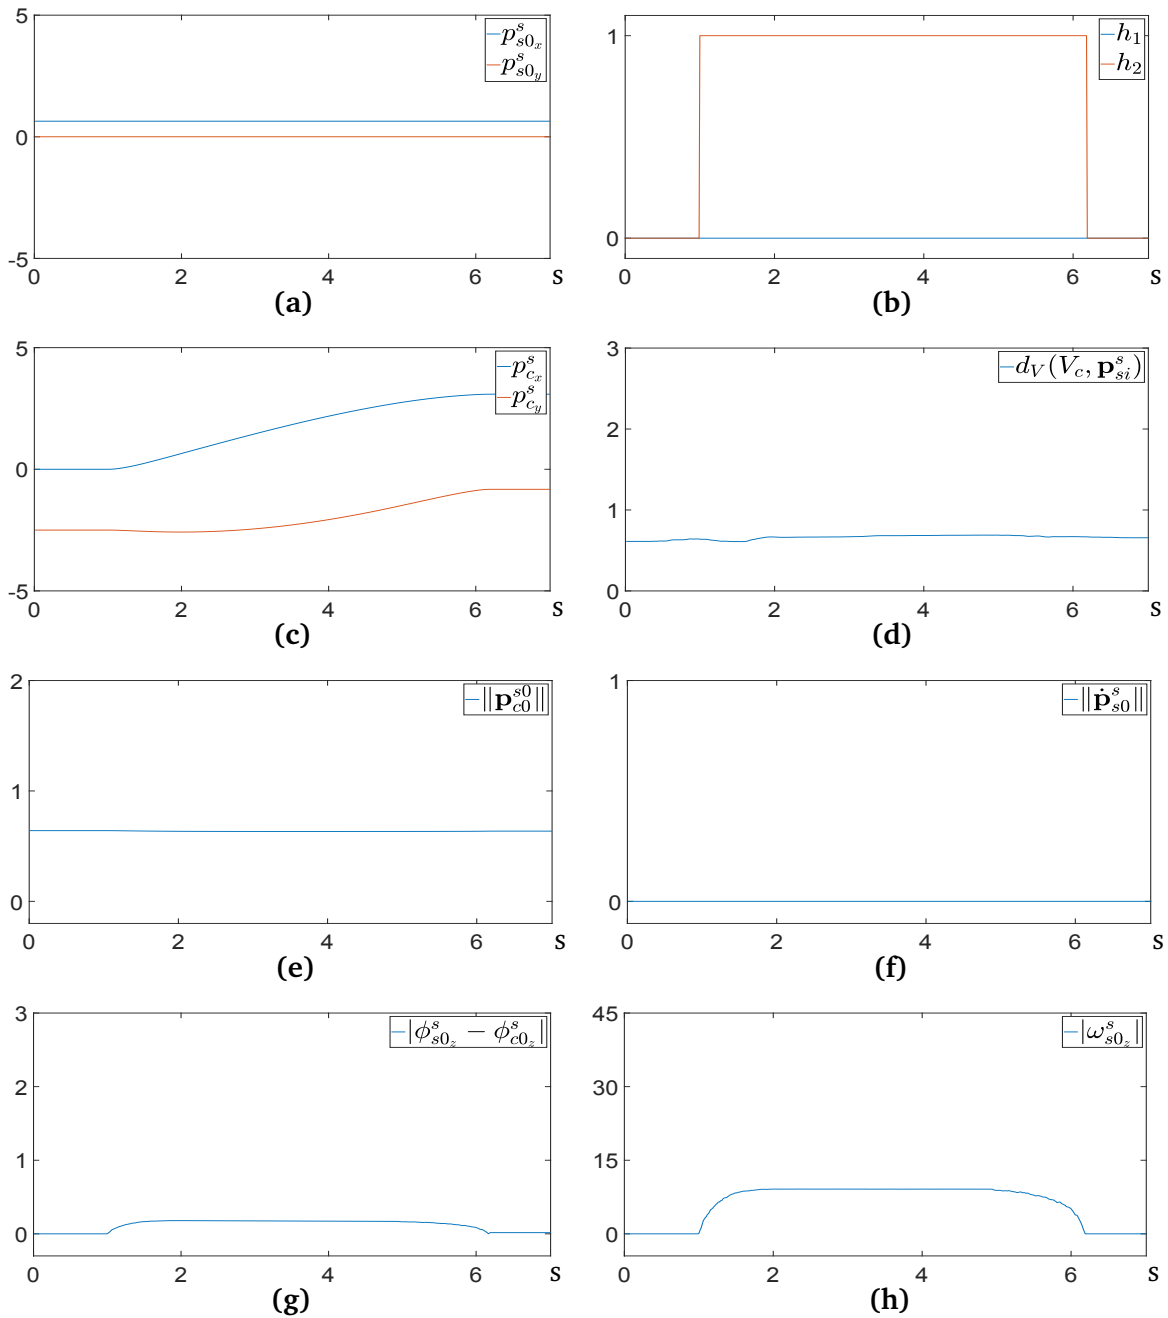 5
0
-5
0 2 4 6 s
p^s_{s0_x}
p^s_{s0_y}
(a)
1
0
0 2 4 6 s
h_1
h_2
(b)
5
0
-5
0 2 4 6 s
p^s_{c_x}
p^s_{c_y}
(c)
3
2
1
0
0 2 4 6 s
d_V(V_c, p^s_{si})
(d)
2
1
0
0 2 4 6 s
||p^{s0}_{c0}||
(e)
1
0
0 2 4 6 s
||ṗ^s_{s0}||
(f)
3
2
1
0
0 2 4 6 s
|ϕ^s_{s0_z} − ϕ^s_{c0_z}|
(g)
45
30
15
0
0 2 4 6 s
|ω^s_{s0_z}|
(h)